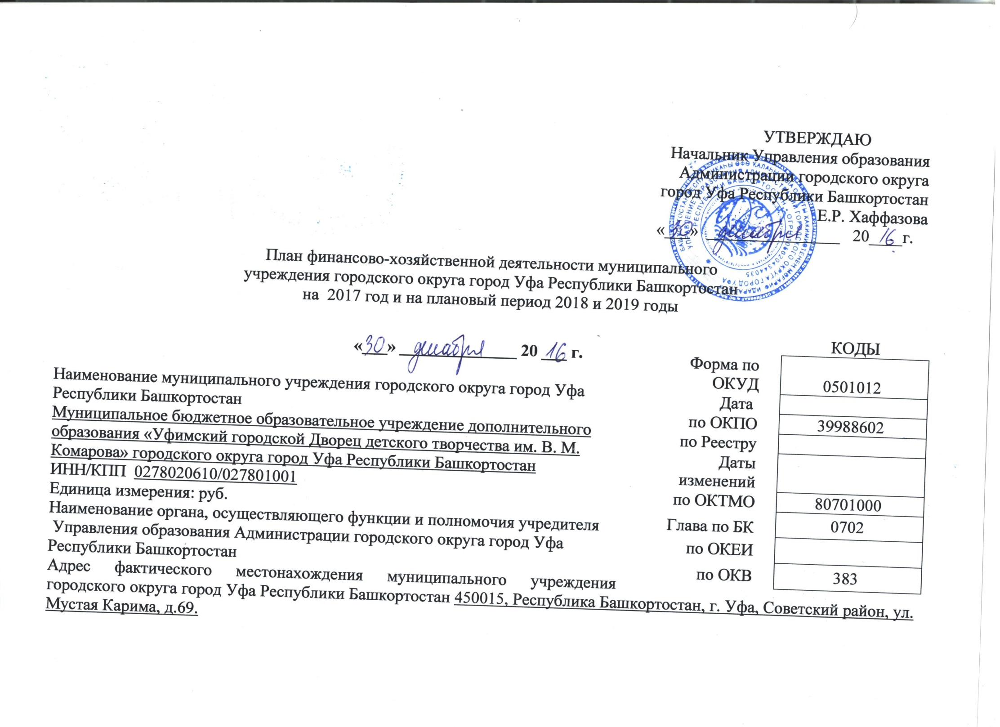 УТВЕРЖДАЮ
Начальник Управления образования
Администрации городского округа
город Уфа Республики Башкортостан
Е.Р. Хаффазова
«30» декабря 2016 г.
План финансово-хозяйственной деятельности муниципального
учреждения городского округа город Уфа Республики Башкортостан
на 2017 год и на плановый период 2018 и 2019 годы
«30» декабря 20 16 г.
КОДЫ
Форма по
ОКУД 0501012
Дата
по ОКПО 39988602
по Реестру
Даты
изменений
по ОКТМО 80701000
Глава по БК 0702
по ОКЕИ
по ОКВ 383
Наименование муниципального учреждения городского округа город Уфа
Республики Башкортостан
Муниципальное бюджетное образовательное учреждение дополнительного
образования «Уфимский городской Дворец детского творчества им. В. М.
Комарова» городского округа город Уфа Республики Башкортостан
ИНН/КПП 0278020610/027801001
Единица измерения: руб.
Наименование органа, осуществляющего функции и полномочия учредителя
Управления образования Администрации городского округа город Уфа
Республики Башкортостан
Адрес фактического местонахождения муниципального учреждения
городского округа город Уфа Республики Башкортостан 450015, Республика Башкортостан, г. Уфа, Советский район, ул.
Мустая Карима, д.69.